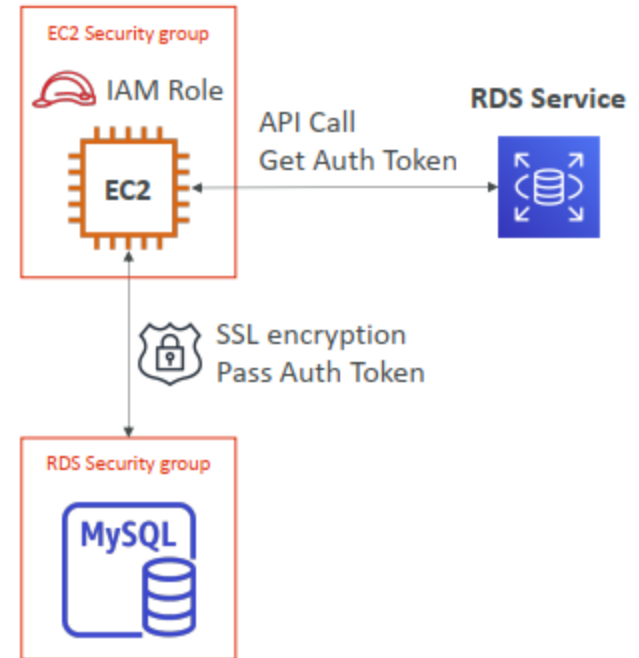 EC2 Security group
IAM Role
EC2
API Call
Get Auth Token
RDS Service
SSL encryption
Pass Auth Token
RDS Security group
MySQL